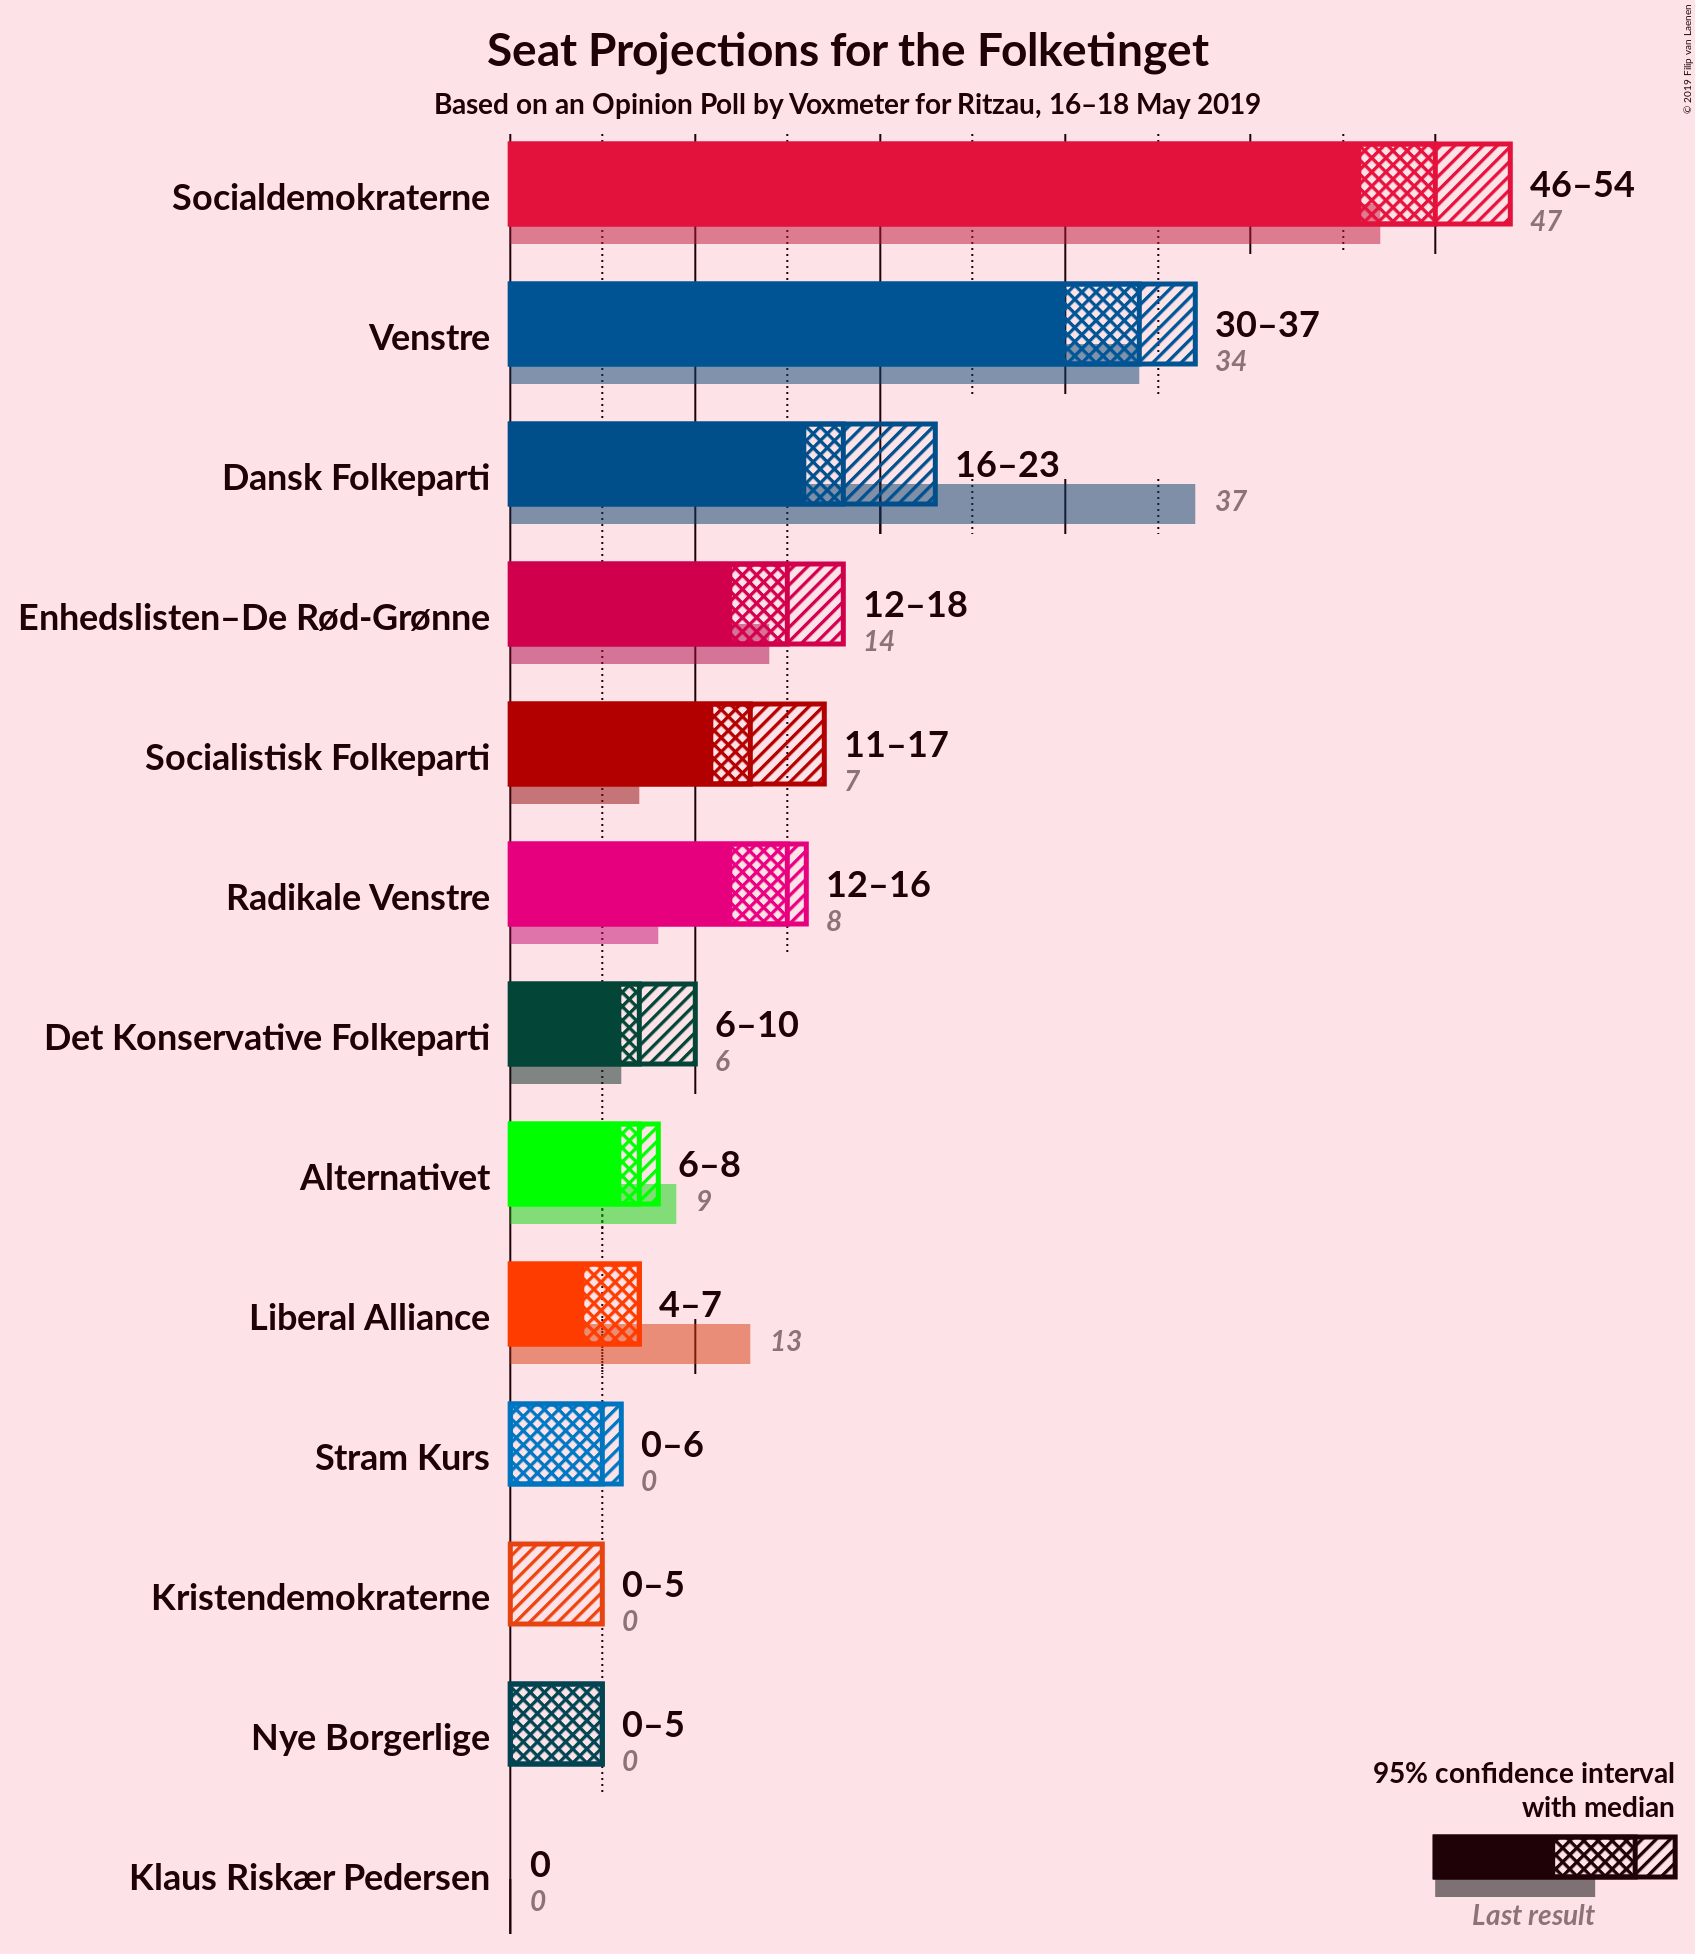 Seat Projections for the Folketinget
Based on an Opinion Poll by Voxmeter for Ritzau, 16–18 May 2019
© 2019 Filip van Laenen
Socialdemokraterne
46–54
47
Venstre
30–37
34
Dansk Folkeparti
16–23
37
Enhedslisten–De Rød-Grønne
12–18
14
Socialistisk Folkeparti
11–17
7
Radikale Venstre
12–16
8
Det Konservative Folkeparti
6–10
6
Alternativet
6–8
9
Liberal Alliance
4–7
13
Stram Kurs
0–6
0
Kristendemokraterne
0–5
0
Nye Borgerlige
0–5
0
Klaus Riskær Pedersen
0
0
95% confidence interval
with median
Last result